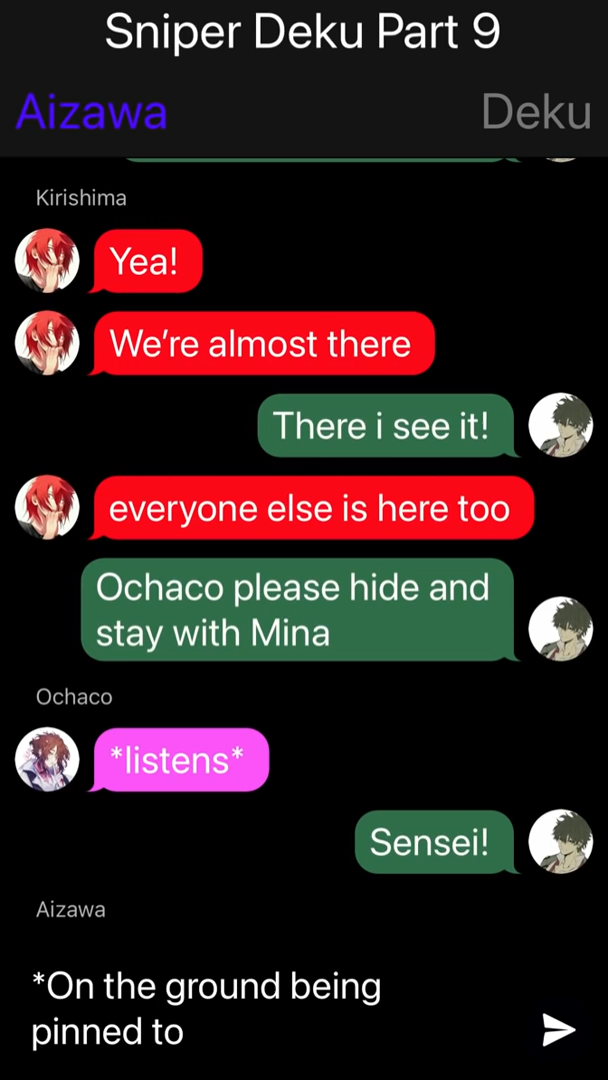 Sniper Deku Part 9
Aizawa
Deku
Kirishima
Yea!
We’re almost there
There i see it!
everyone else is here too
Ochaco please hide and
stay with Mina
Ochaco
*listens*
Sensei!
Aizawa
*On the ground being
pinned to